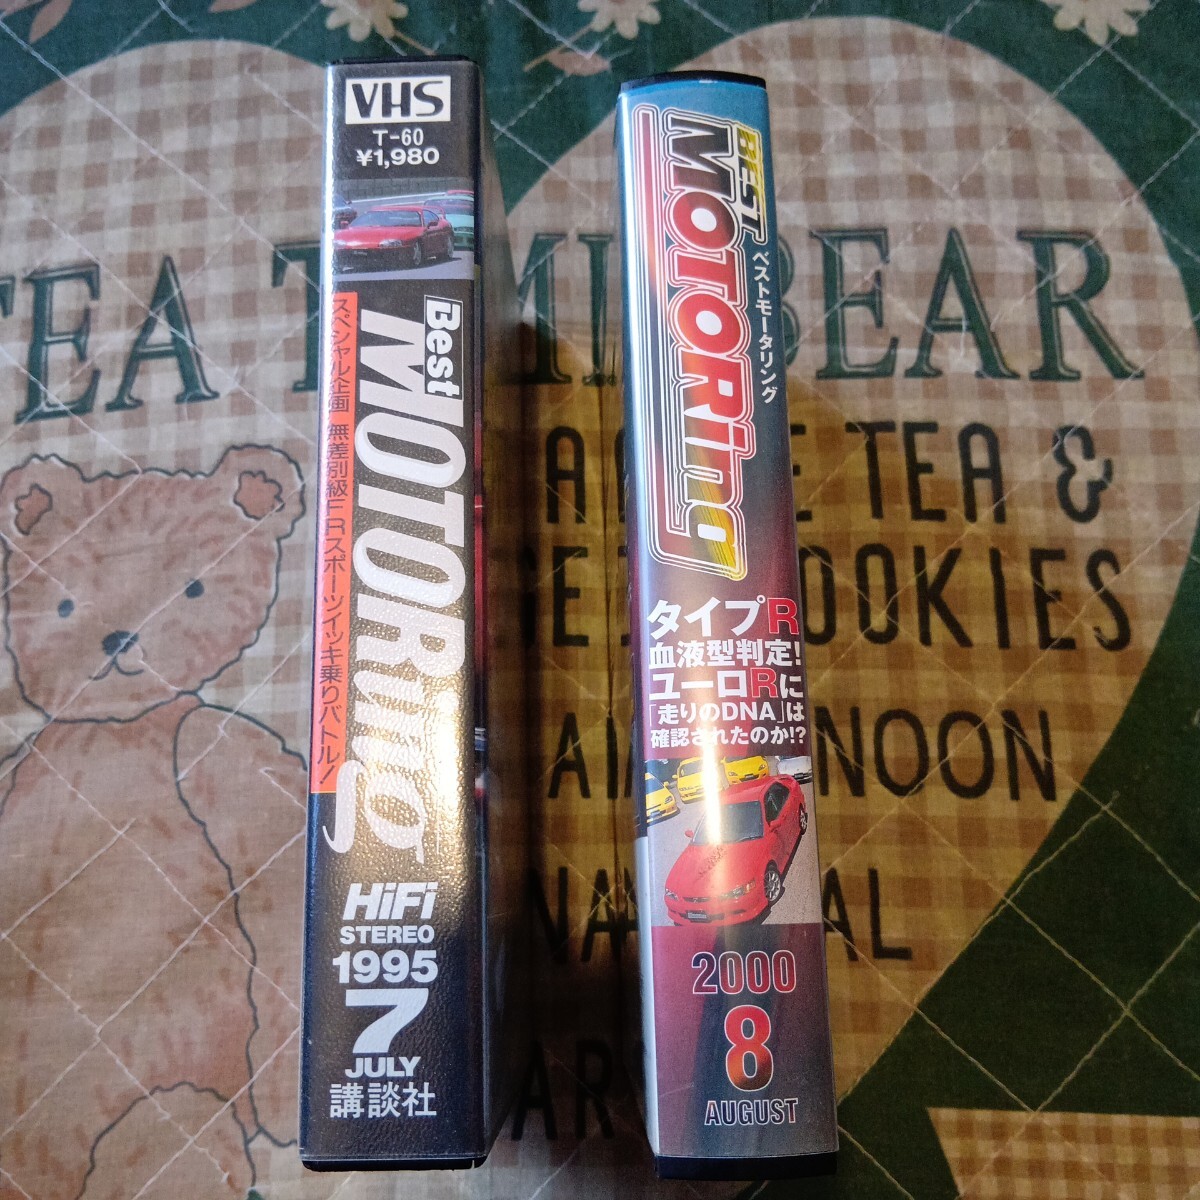 VHS
T-60
¥1,980
Best
MOTORing
スペシャル企画 無差別級FRスポーツイッキ乗りバトル!
HiFi
STEREO
1995
7
JULY
講談社
BEST
MOTORing
ベストモータリング
タイプR
血液型判定!
ユーロRに
「走りのDNA」は
確認されたのか!?
2000
8
AUGUST
TEA T
BEAR
TEA &
OOKIES
NOON